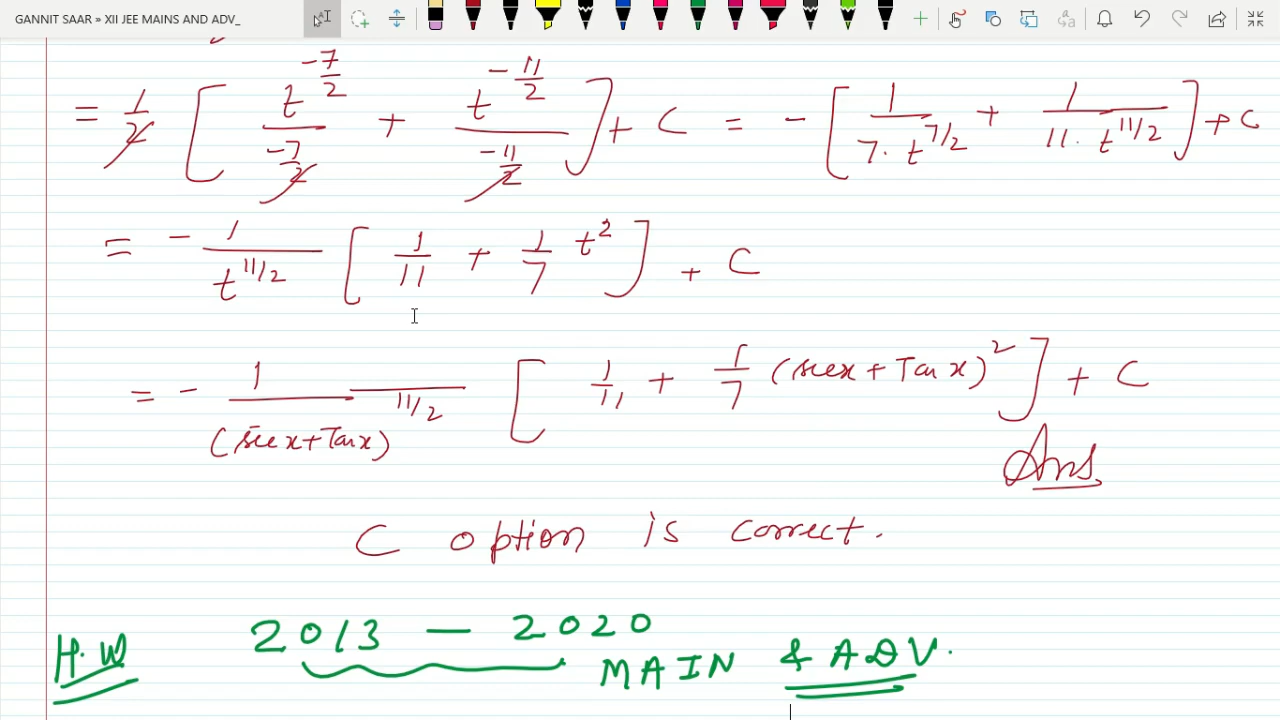 GANNIT SAAR » XII JEE MAINS AND ADV_
= 1/2 [ t^(-7/2) / (-7/2) + t^(-11/2) / (-11/2) ] + C = - [ 1/(7. t^(7/2)) + 1/(11. t^(11/2)) ] + C
= -1/t^(11/2) [ 1/11 + 1/7 t^2 ] + C
= - 1/(secx+Tanx)^(11/2) [ 1/11 + 1/7 (secx+Tanx)^2 ] + C
Ans.
C option is correct.
H.W 2013 — 2020
MAIN & ADV.